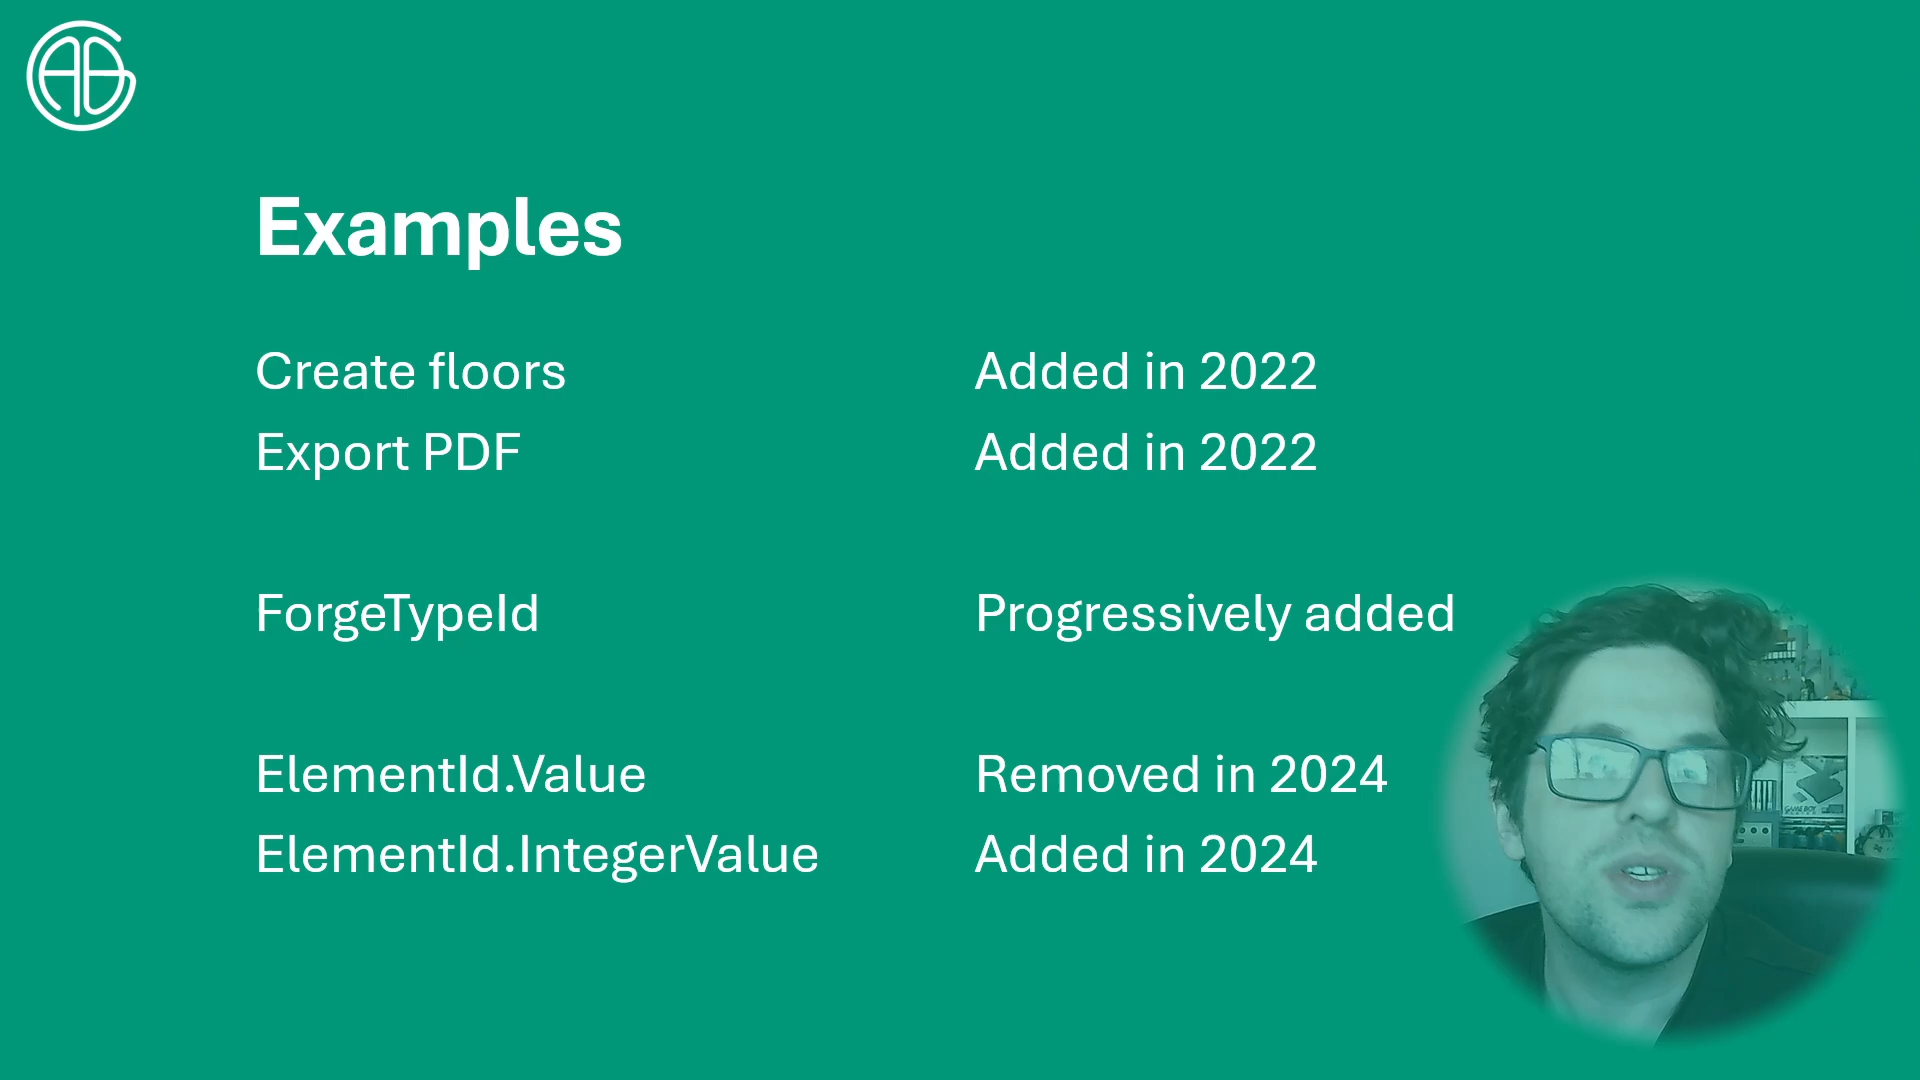 Examples
Create floors Added in 2022
Export PDF Added in 2022
ForgeTypeId Progressively added
ElementId.Value Removed in 2024
ElementId.IntegerValue Added in 2024